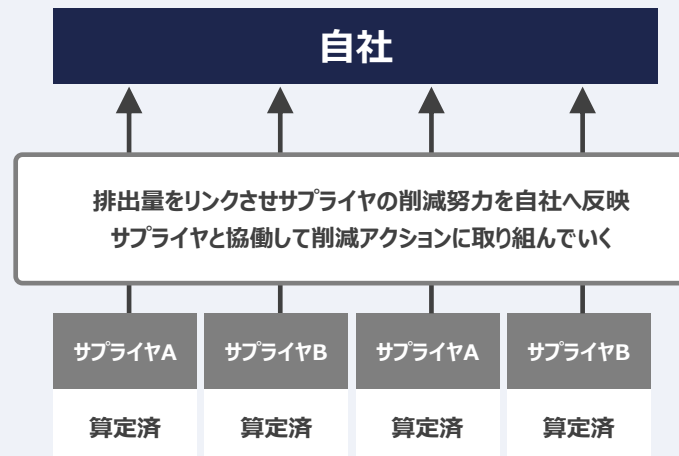 自社
排出量をリンクさせサプライヤの削減努力を自社へ反映
サプライヤと協働して削減アクションに取り組んでいく
サプライヤA
サプライヤB
サプライヤA
サプライヤB
算定済
算定済
算定済
算定済